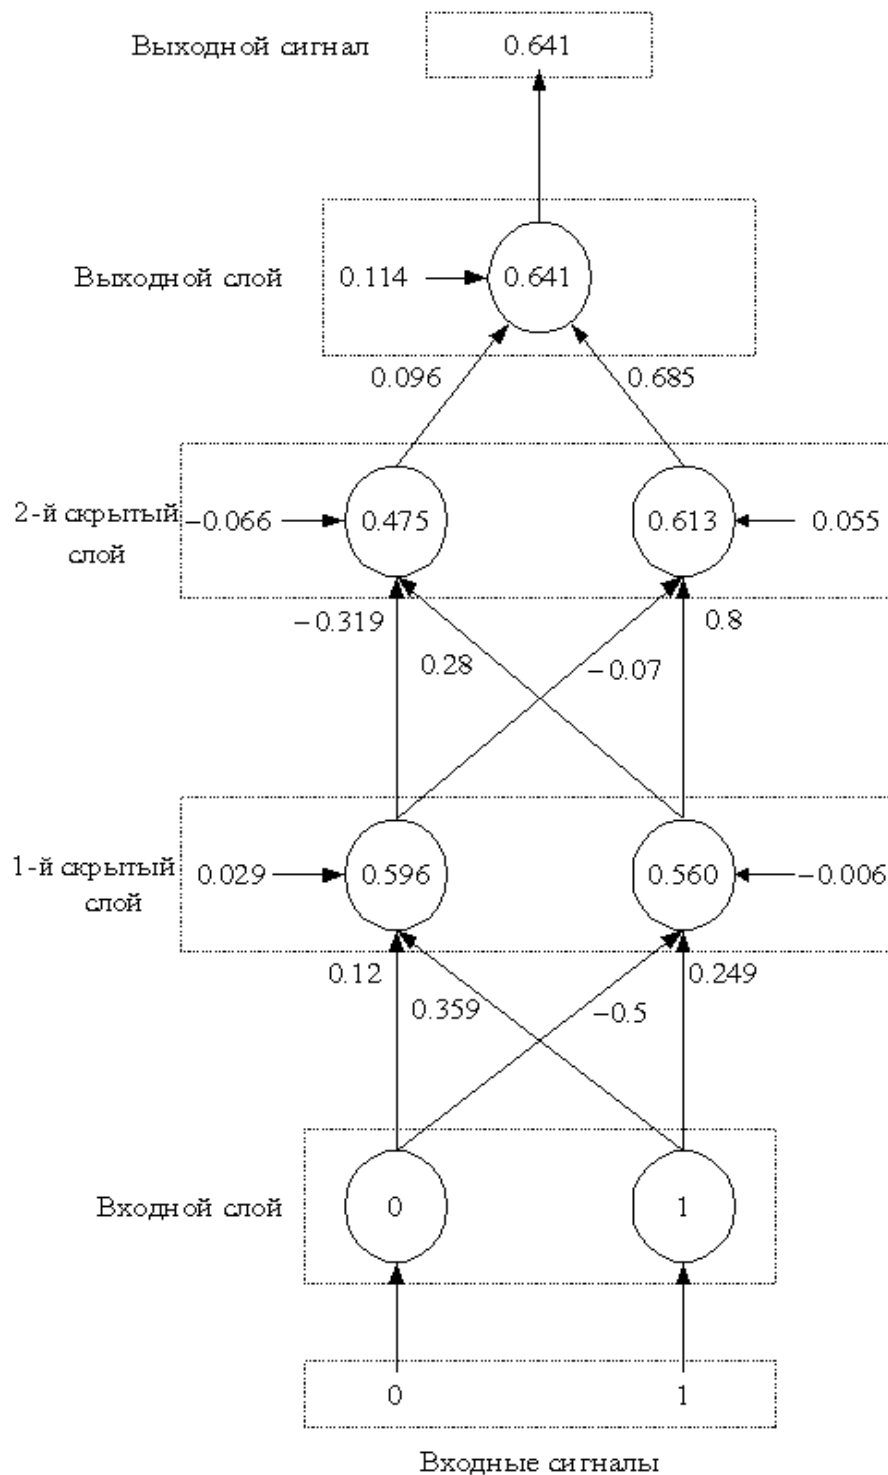 Выходной сигнал 0.641
Выходной слой 0.114 0.641
0.096 0.685
2-й скрытый слой −0.066 0.475 0.613 0.055
−0.319 0.8
0.28 −0.07
1-й скрытый слой 0.029 0.596 0.560 −0.006
0.12 0.249
0.359 −0.5
Входной слой 0 1
0 1
Входные сигналы